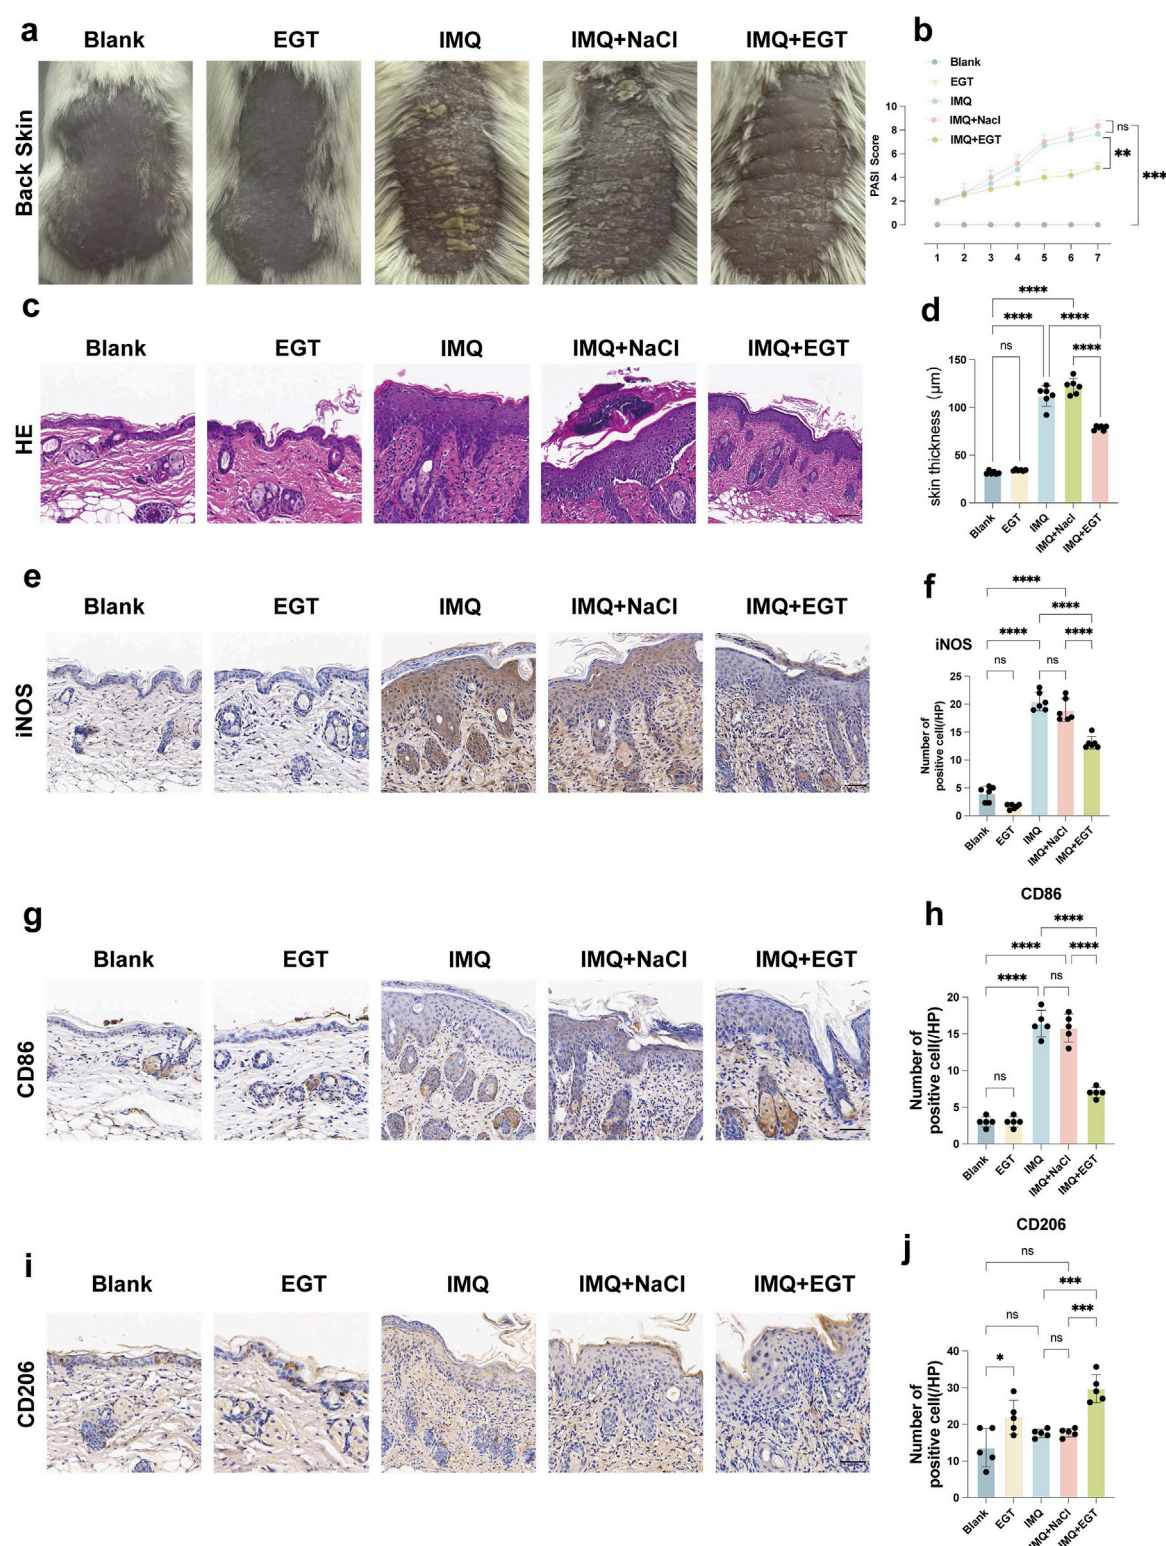 a
Blank EGT IMQ IMQ+NaCl IMQ+EGT
Back Skin
b
Blank
EGT
IMQ
IMQ+Nacl
IMQ+EGT
PASI Score
10
8
6
4
2
0
1 2 3 4 5 6 7
ns
**
***
c
Blank EGT IMQ IMQ+NaCl IMQ+EGT
HE
d
****
**** ****
ns ****
skin thickness (μm)
150
100
50
0
Blank EGT IMQ IMQ+Nacl IMQ+EGT
e
Blank EGT IMQ IMQ+NaCl IMQ+EGT
iNOS
f
****
****
**** ****
ns ns
iNOS
Number of
positive cell(/HP)
25
20
15
10
5
0
Blank EGT IMQ IMQ+NaCl IMQ+EGT
g
Blank EGT IMQ IMQ+NaCl IMQ+EGT
CD86
h
CD86
****
**** ****
**** ns
ns
Number of
positive cell(/HP)
20
15
10
5
0
Blank EGT IMQ IMQ+NaCl IMQ+EGT
i
Blank EGT IMQ IMQ+NaCl IMQ+EGT
CD206
j
CD206
ns
***
ns ***
* ns
Number of
positive cell(/HP)
40
30
20
10
0
Blank EGT IMQ IMQ+NaCl IMQ+EGT